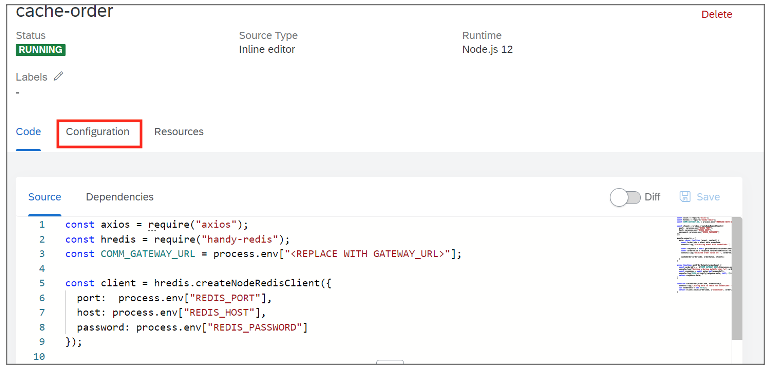 cache-order
Delete
Status Source Type Runtime
RUNNING Inline editor Node.js 12
Labels
-
Code Configuration Resources
Source Dependencies Diff Save
1 const axios = require("axios");
2 const hredis = require("handy-redis");
3 const COMM_GATEWAY_URL = process.env["<REPLACE WITH GATEWAY_URL>"];
4
5 const client = hredis.createNodeRedisClient({
6 port:  process.env["REDIS_PORT"],
7 host: process.env["REDIS_HOST"],
8 password: process.env["REDIS_PASSWORD"]
9 });
10